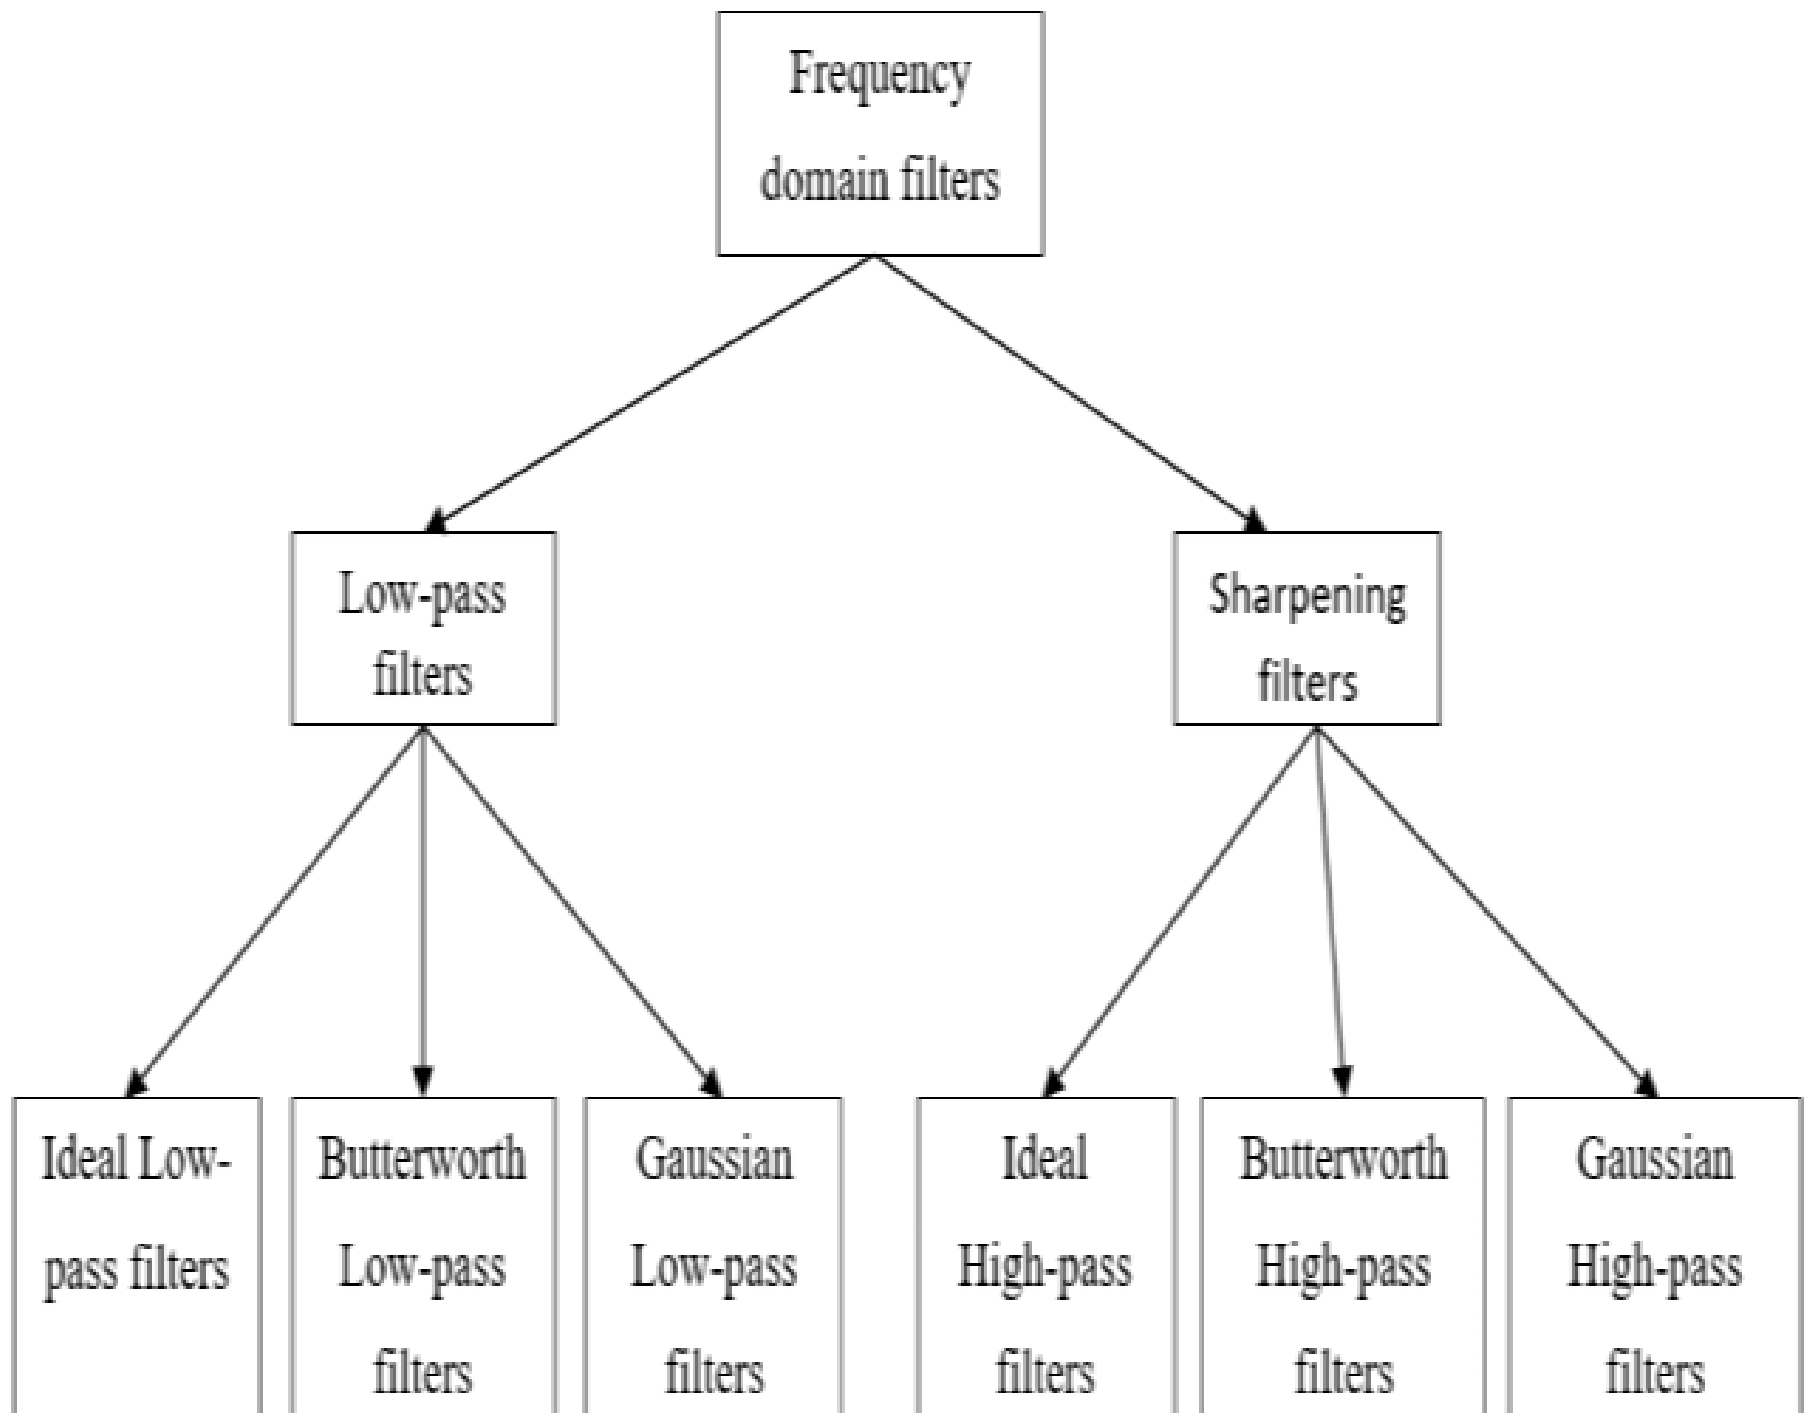 Frequency
domain filters
Low-pass
filters
Sharpening
filters
Ideal Low-
pass filters
Butterworth
Low-pass
filters
Gaussian
Low-pass
filters
Ideal
High-pass
filters
Butterworth
High-pass
filters
Gaussian
High-pass
filters